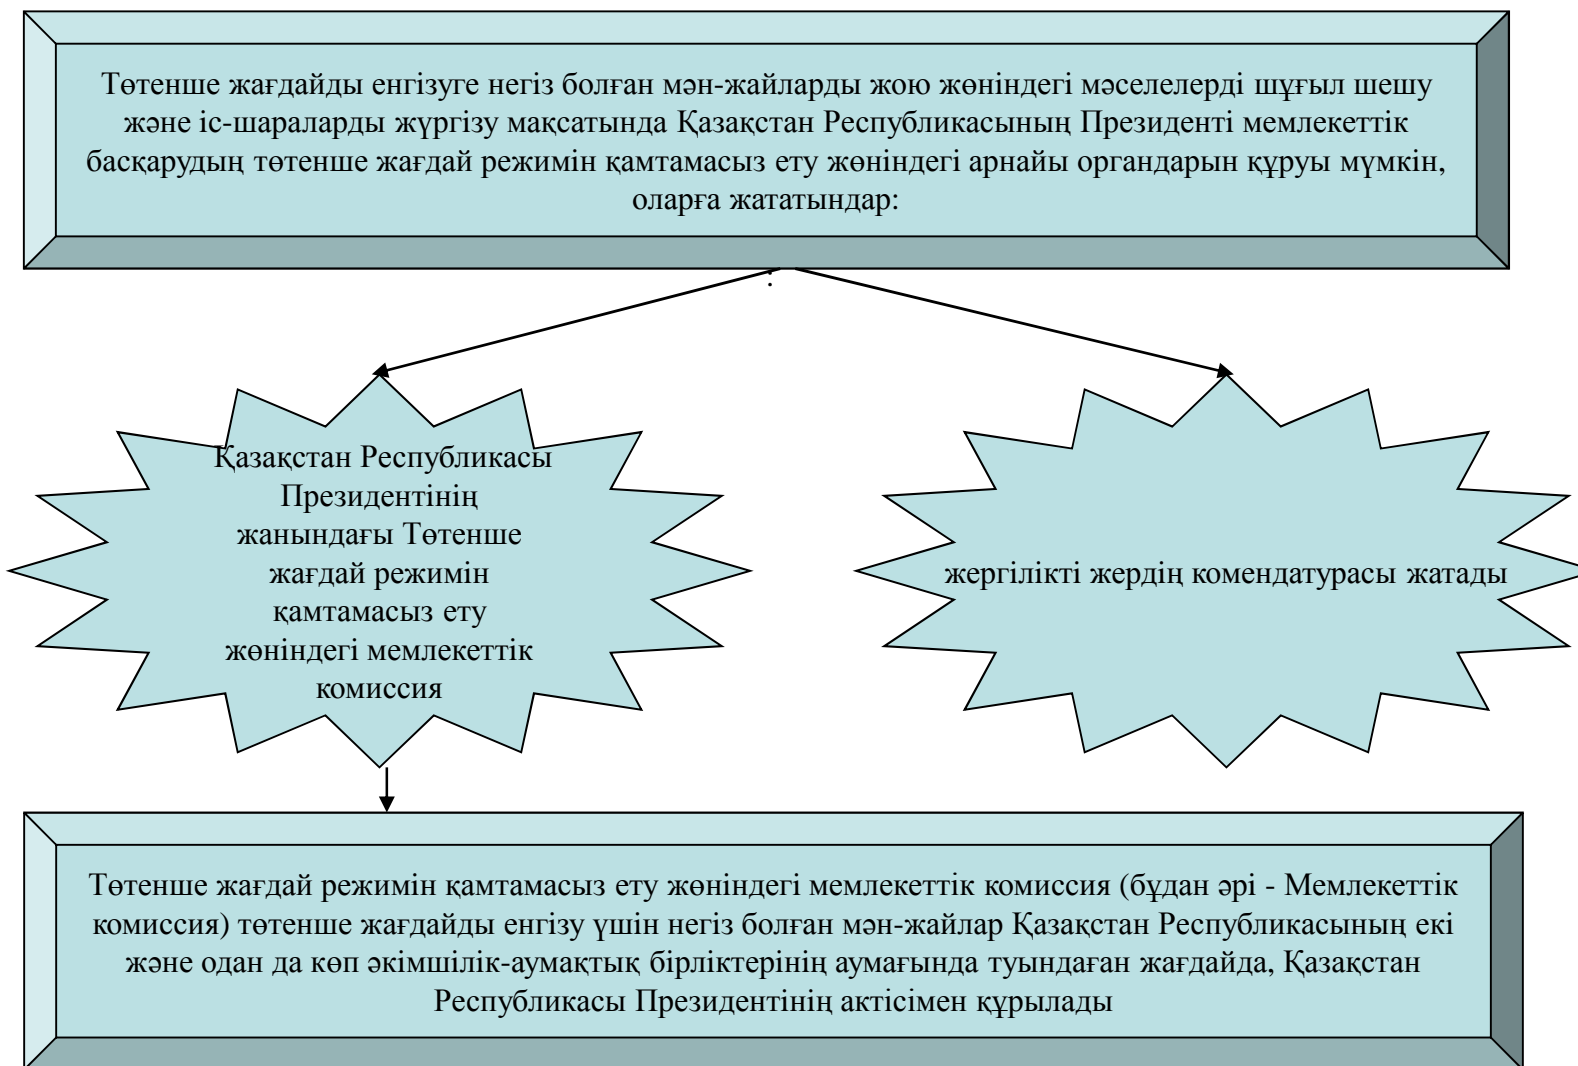 Төтенше жағдайды енгізуге негіз болған мән-жайларды жою жөніндегі мәселелерді шұғыл шешу
және іс-шараларды жүргізу мақсатында Қазақстан Республикасының Президенті мемлекеттік
басқарудың төтенше жағдай режимін қамтамасыз ету жөніндегі арнайы органдарын құруы мүмкін,
оларға жататындар:
:
Қазақстан Республикасы
Президентінің
жанындағы Төтенше
жағдай режимін
қамтамасыз ету
жөніндегі мемлекеттік
комиссия
жергілікті жердің комендатурасы жатады
Төтенше жағдай режимін қамтамасыз ету жөніндегі мемлекеттік комиссия (бұдан әрі - Мемлекеттік
комиссия) төтенше жағдайды енгізу үшін негіз болған мән-жайлар Қазақстан Республикасының екі
және одан да көп әкімшілік-аумақтық бірліктерінің аумағында туындаған жағдайда, Қазақстан
Республикасы Президентінің актісімен құрылады